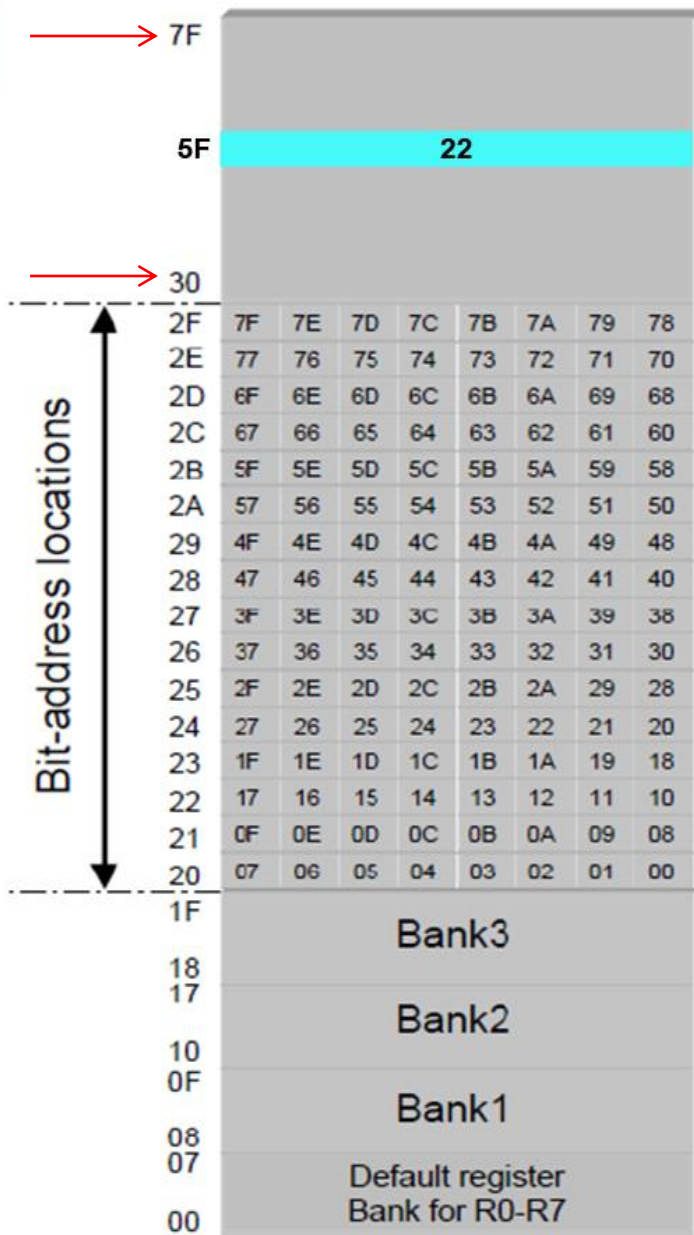 7F
5F 22
30
2F 7F 7E 7D 7C 7B 7A 79 78
2E 77 76 75 74 73 72 71 70
2D 6F 6E 6D 6C 6B 6A 69 68
2C 67 66 65 64 63 62 61 60
2B 5F 5E 5D 5C 5B 5A 59 58
2A 57 56 55 54 53 52 51 50
29 4F 4E 4D 4C 4B 4A 49 48
28 47 46 45 44 43 42 41 40
27 3F 3E 3D 3C 3B 3A 39 38
26 37 36 35 34 33 32 31 30
25 2F 2E 2D 2C 2B 2A 29 28
24 27 26 25 24 23 22 21 20
23 1F 1E 1D 1C 1B 1A 19 18
22 17 16 15 14 13 12 11 10
21 0F 0E 0D 0C 0B 0A 09 08
20 07 06 05 04 03 02 01 00
Bit-address locations
1F
Bank3
18
17
Bank2
10
0F
Bank1
08
07
Default register
Bank for R0-R7
00